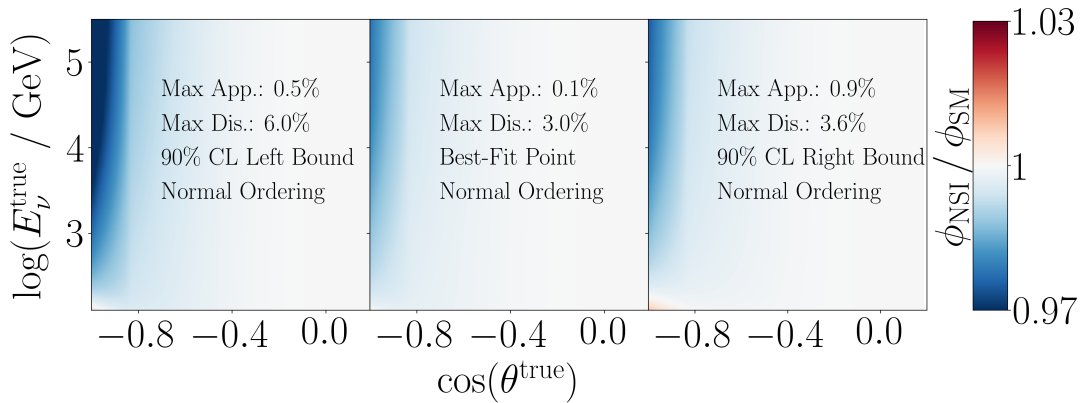 log(E_ν^true / GeV)
5
4
3
Max App.: 0.5%
Max Dis.: 6.0%
90% CL Left Bound
Normal Ordering
Max App.: 0.1%
Max Dis.: 3.0%
Best-Fit Point
Normal Ordering
Max App.: 0.9%
Max Dis.: 3.6%
90% CL Right Bound
Normal Ordering
−0.8 −0.4 0.0
−0.8 −0.4 0.0
−0.8 −0.4 0.0
cos(θ^true)
ϕ_NSI / ϕ_SM
1.03
1
0.97